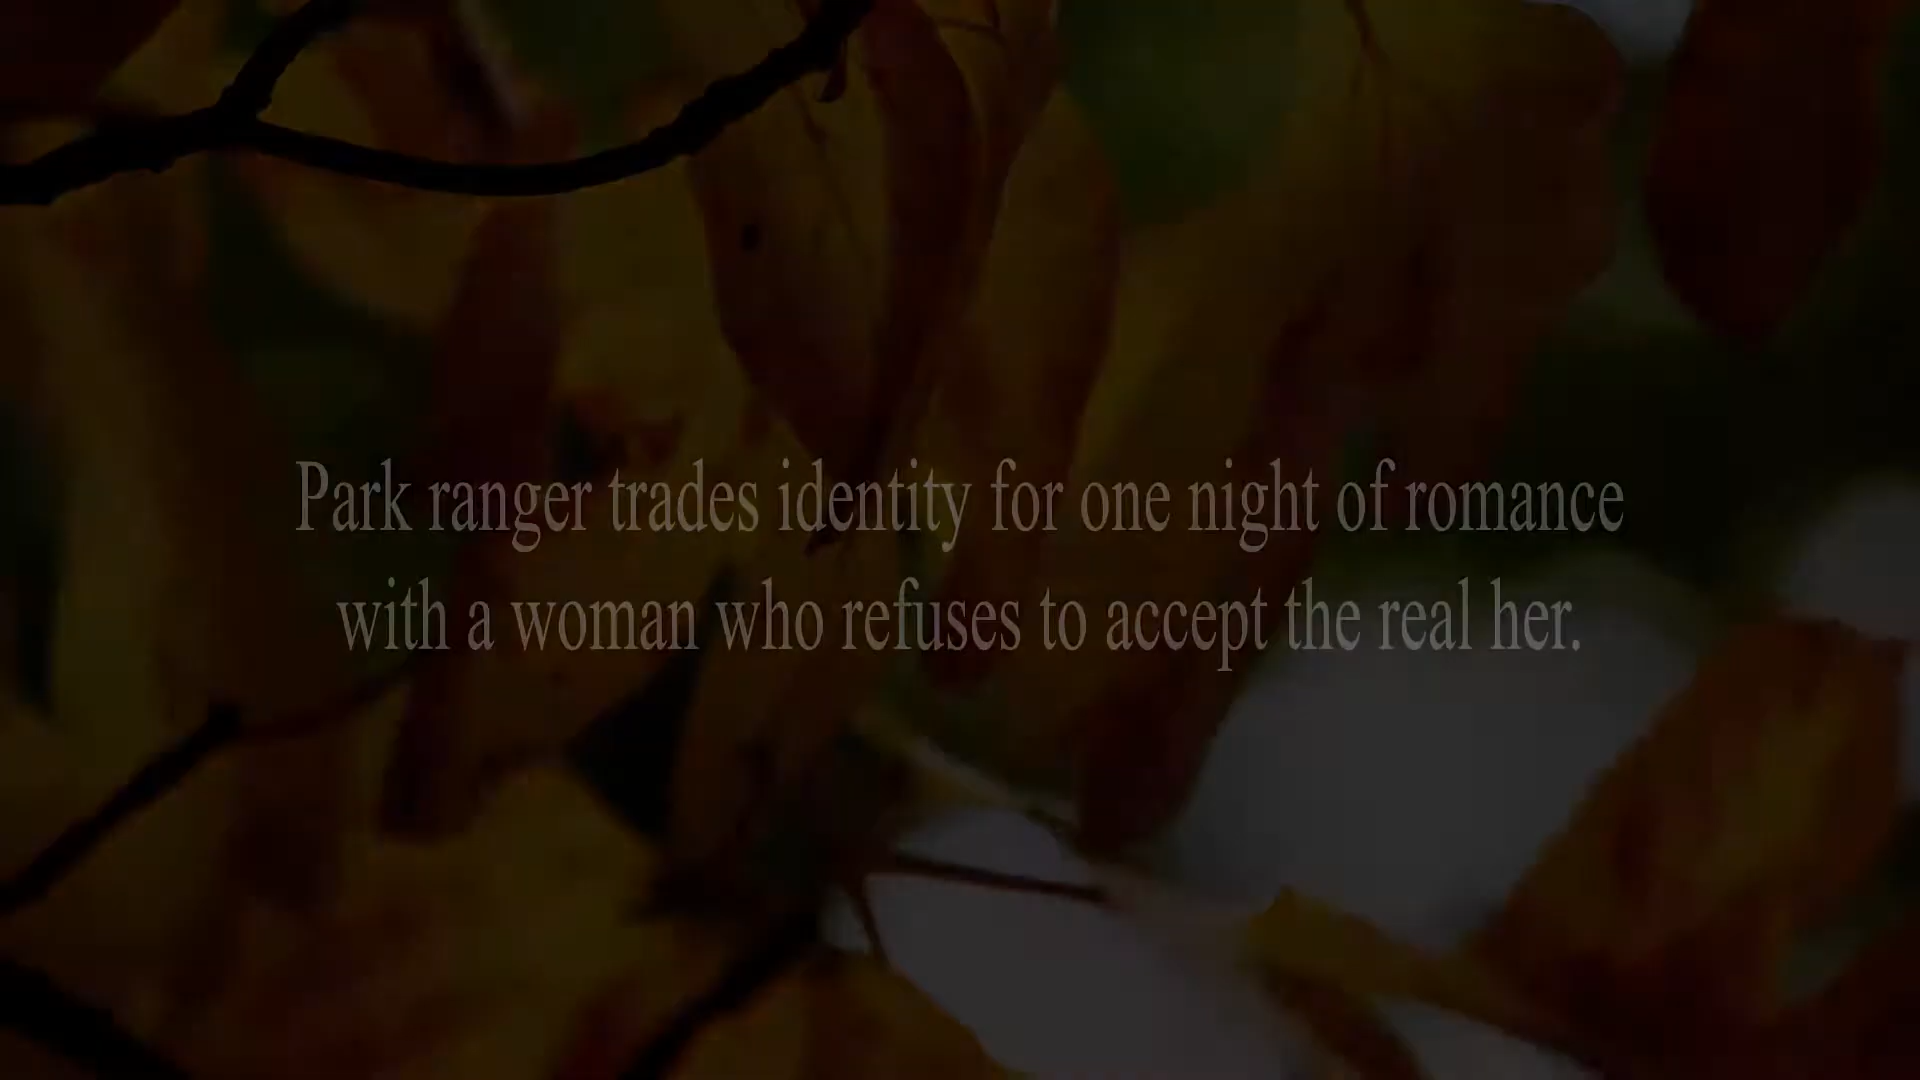 Park ranger trades identity for one night of romance
with a woman who refuses to accept the real her.